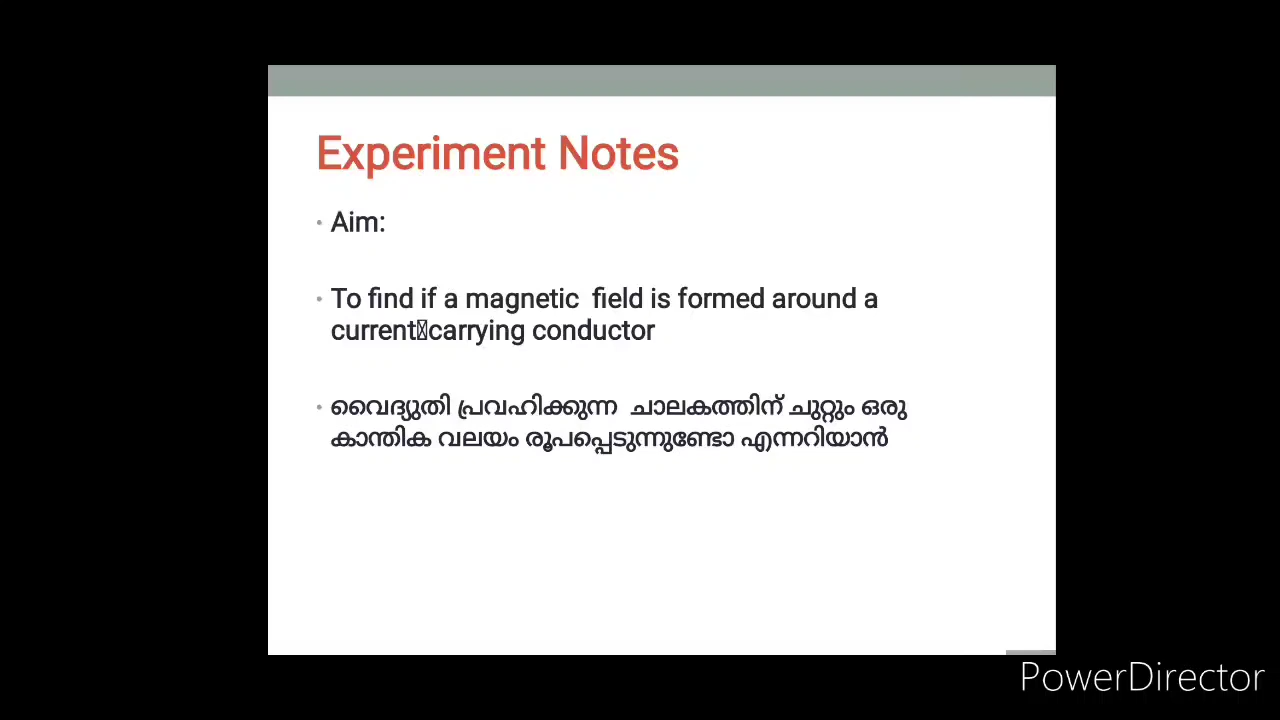 Experiment Notes
• Aim:
• To find if a magnetic  field is formed around a
current▯carrying conductor
• വൈദ്യുതി പ്രവഹിക്കുന്ന  ചാലകത്തിന് ചുറ്റും ഒരു
കാന്തിക വലയം രൂപപ്പെടുന്നുണ്ടോ എന്നറിയാൻ
PowerDirector